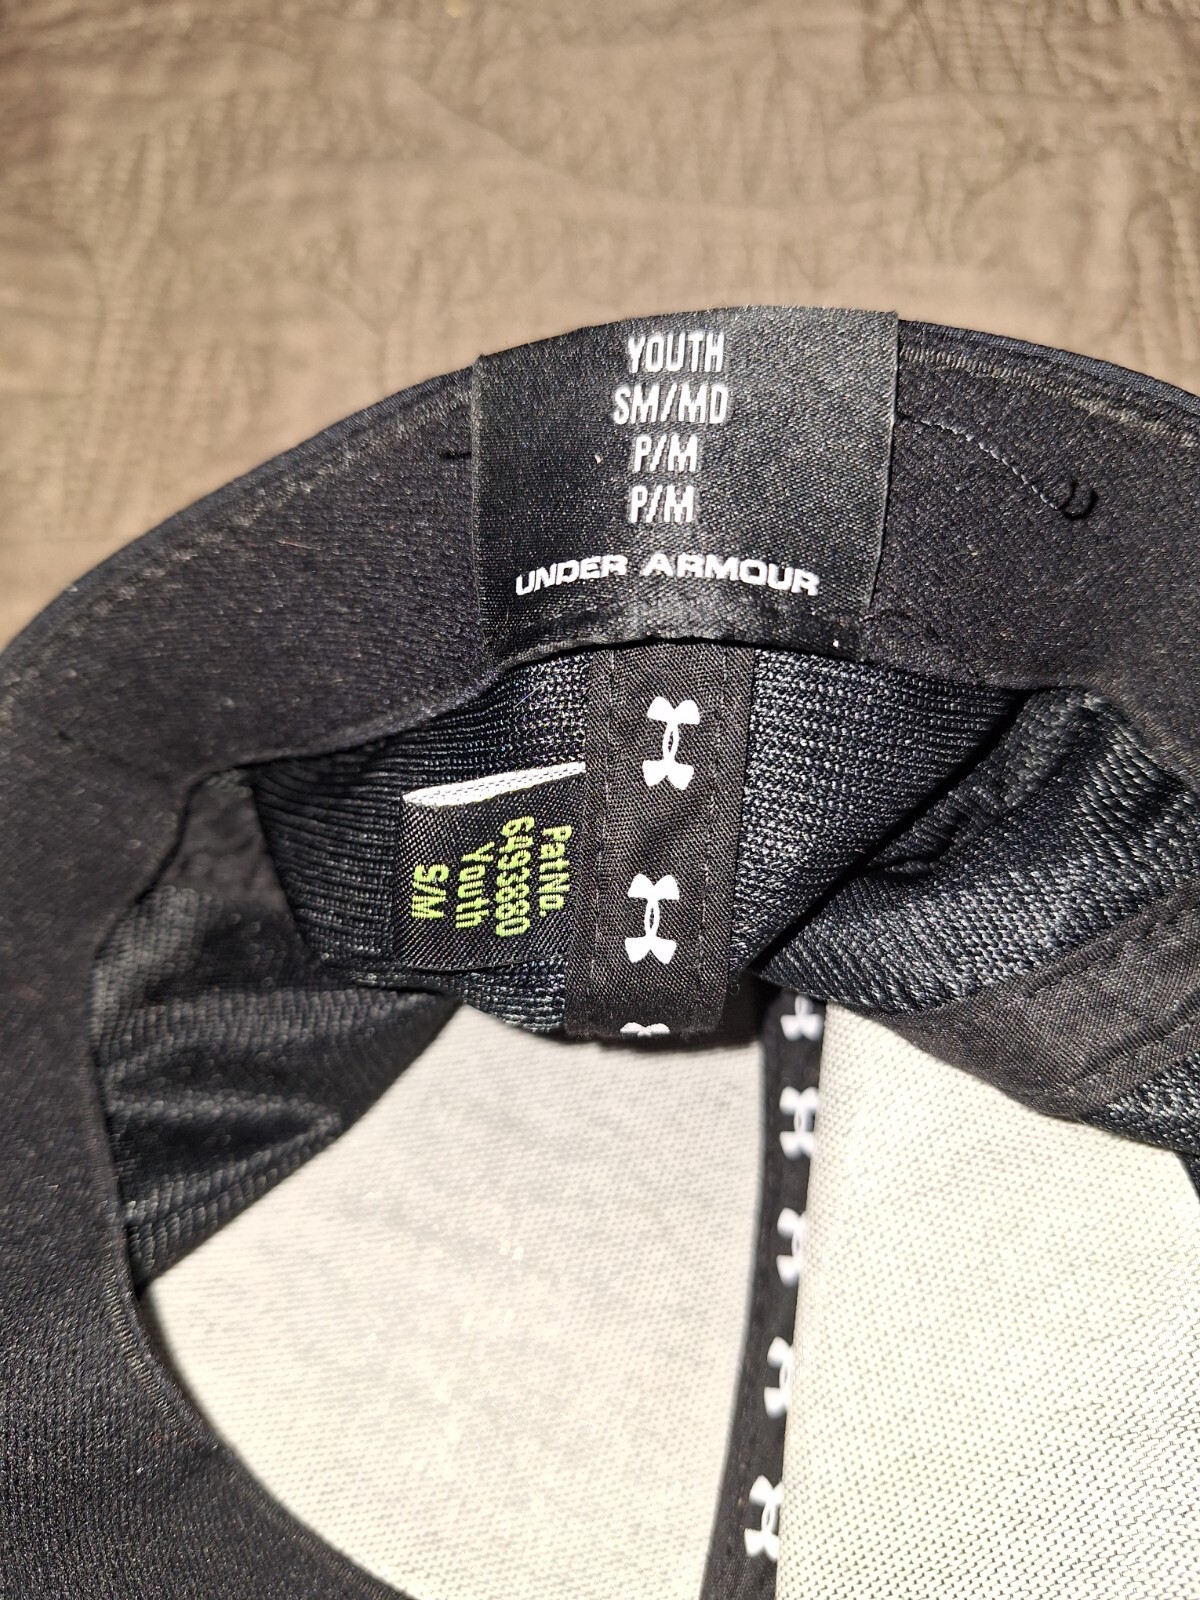 YOUTH
SM/MD
P/M
P/M
UNDER ARMOUR
PatNo.
6493880
Youth
S/M